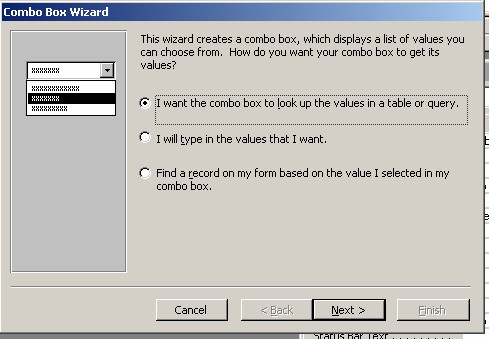 Combo Box Wizard
This wizard creates a combo box, which displays a list of values you
can choose from. How do you want your combo box to get its
values?
xxxxxxx
xxxxxxxxxxxx
xxxxxxx
xxxxxxxxx
I want the combo box to look up the values in a table or query.
I will type in the values that I want.
Find a record on my form based on the value I selected in my
combo box.
Cancel
< Back
Next >
Finish
Status Bar Text . . . . . . . . .